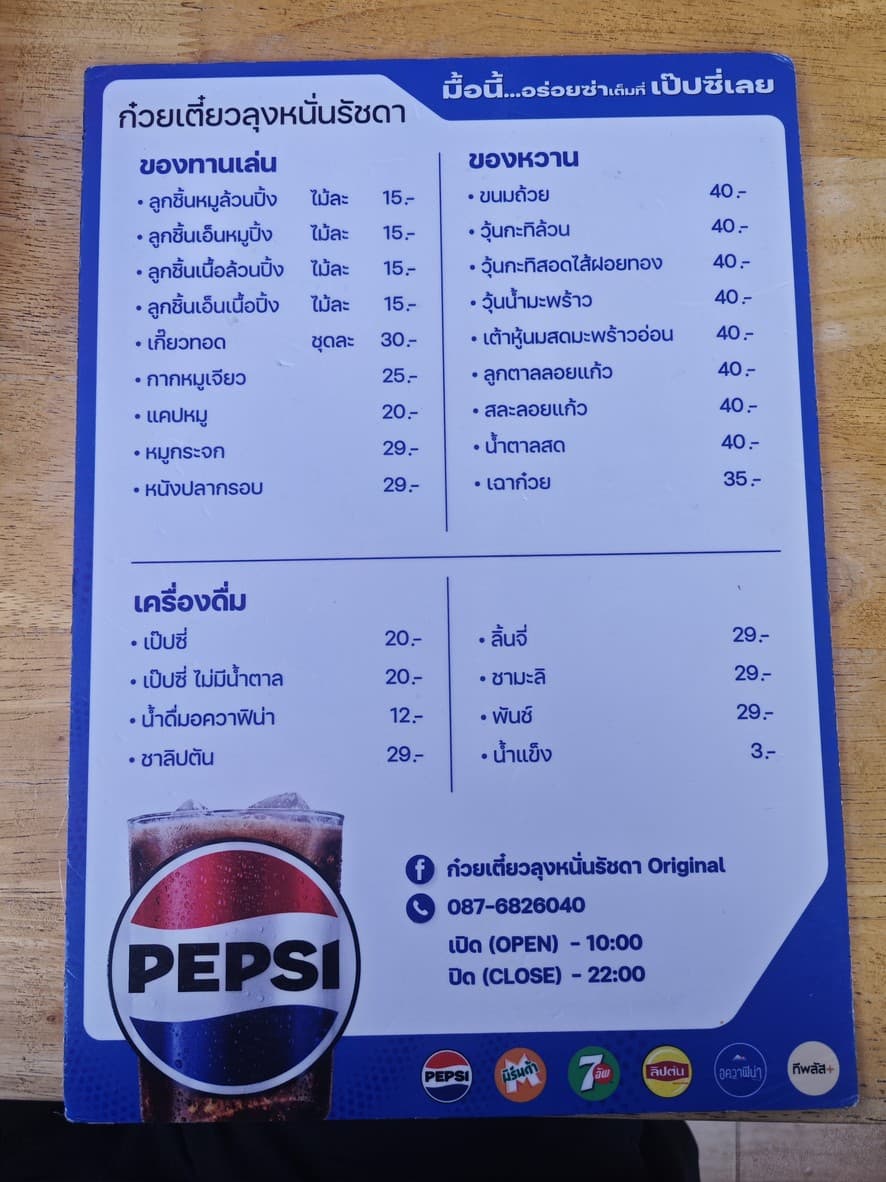 มื้อนี้...อร่อยซ่าเต็มที่ เป๊ปซี่เลย
ก๋วยเตี๋ยวลุงหนั่นรัชดา
ของทานเล่น
• ลูกชิ้นหมูล้วนปิ้ง ไม้ละ 15.-
• ลูกชิ้นเอ็นหมูปิ้ง ไม้ละ 15.-
• ลูกชิ้นเนื้อล้วนปิ้ง ไม้ละ 15.-
• ลูกชิ้นเอ็นเนื้อปิ้ง ไม้ละ 15.-
• เกี๊ยวทอด ชุดละ 30.-
• กากหมูเจียว 25.-
• แคปหมู 20.-
• หมูกระจก 29.-
• หนังปลากรอบ 29.-
ของหวาน
• ขนมถ้วย 40.-
• วุ้นกะทิล้วน 40.-
• วุ้นกะทิสอดไส้ฝอยทอง 40.-
• วุ้นน้ำมะพร้าว 40.-
• เต้าหู้นมสดมะพร้าวอ่อน 40.-
• ลูกตาลลอยแก้ว 40.-
• สละลอยแก้ว 40.-
• น้ำตาลสด 40.-
• เฉาก๋วย 35.-
เครื่องดื่ม
• เป๊ปซี่ 20.-
• เป๊ปซี่ ไม่มีน้ำตาล 20.-
• น้ำดื่มอควาฟิน่า 12.-
• ชาลิปตัน 29.-
• ลิ้นจี่ 29.-
• ชามะลิ 29.-
• พันช์ 29.-
• น้ำแข็ง 3.-
ก๋วยเตี๋ยวลุงหนั่นรัชดา Original
087-6826040
เปิด (OPEN) - 10:00
ปิด (CLOSE) - 22:00
PEPSI
PEPSI
มิรินด้า
7 อัพ
ลิปตัน
อควาฟิน่า
ทีพลัส+